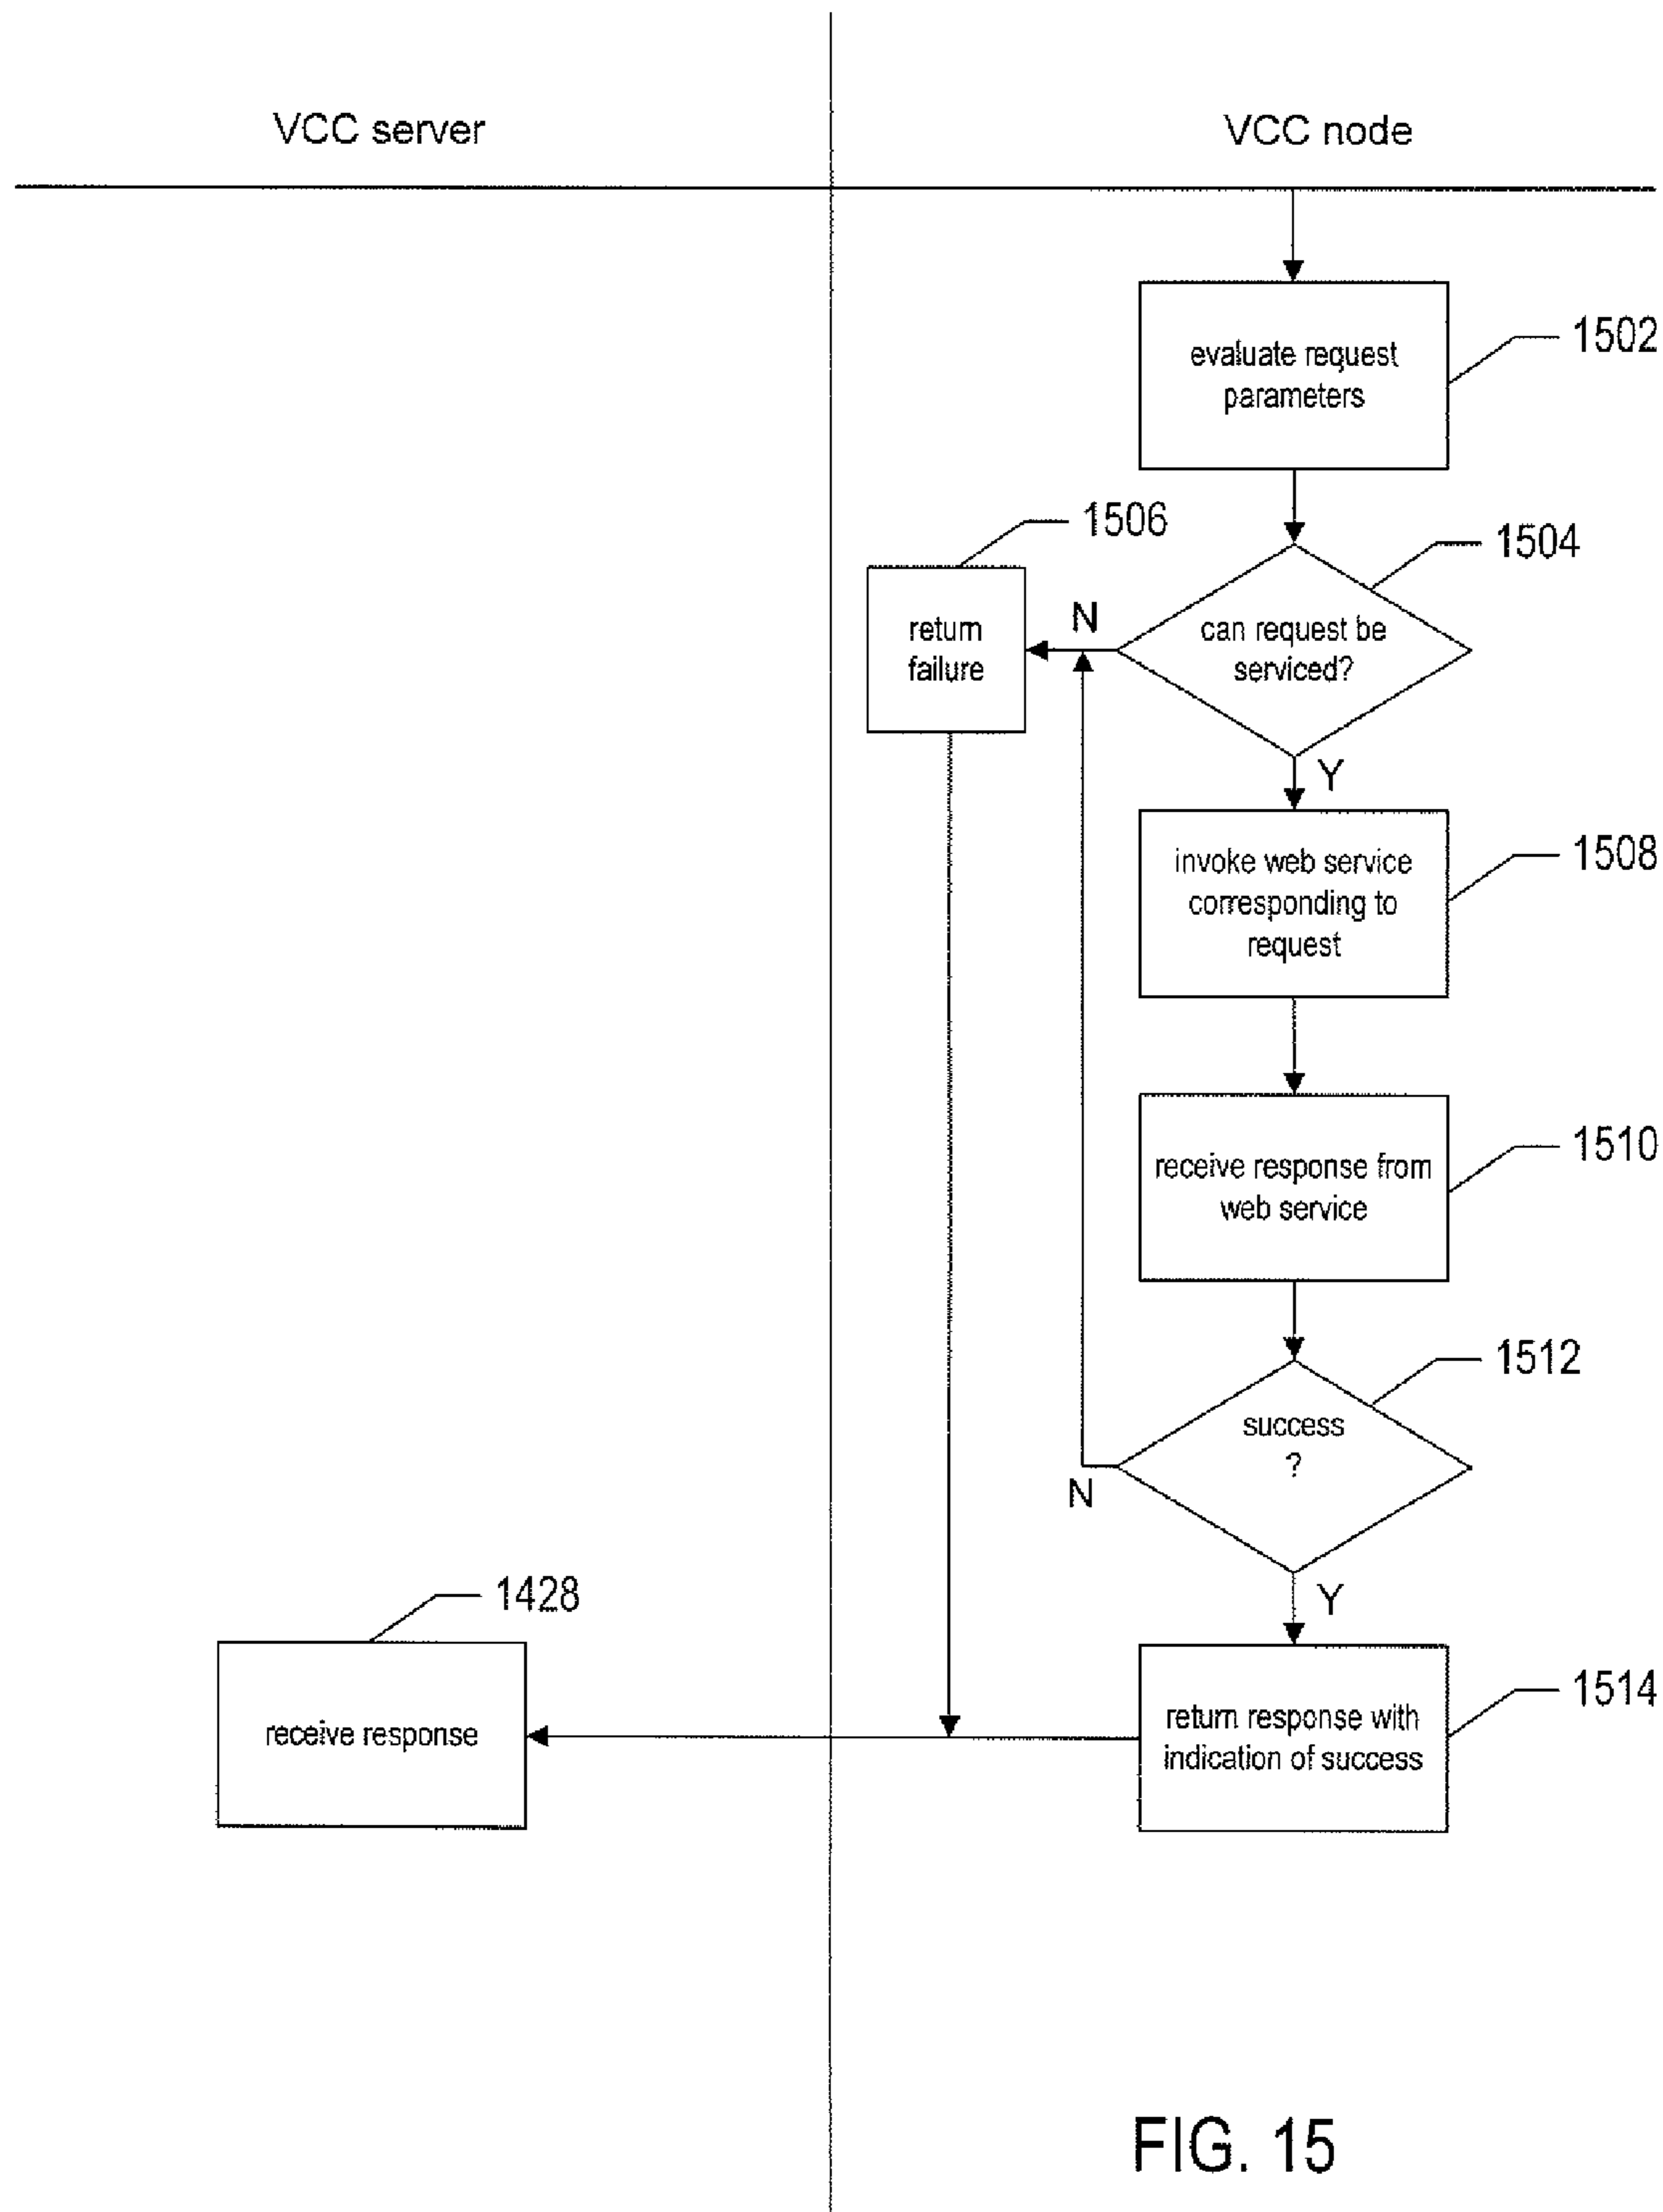 VCC server
VCC node
evaluate request
parameters
1502
1506
1504
return
failure
N
can request be
serviced?
Y
invoke web service
corresponding to
request
1508
receive response from
web service
1510
1512
success
?
N
Y
1428
receive response
return response with
indication of success
1514
FIG. 15